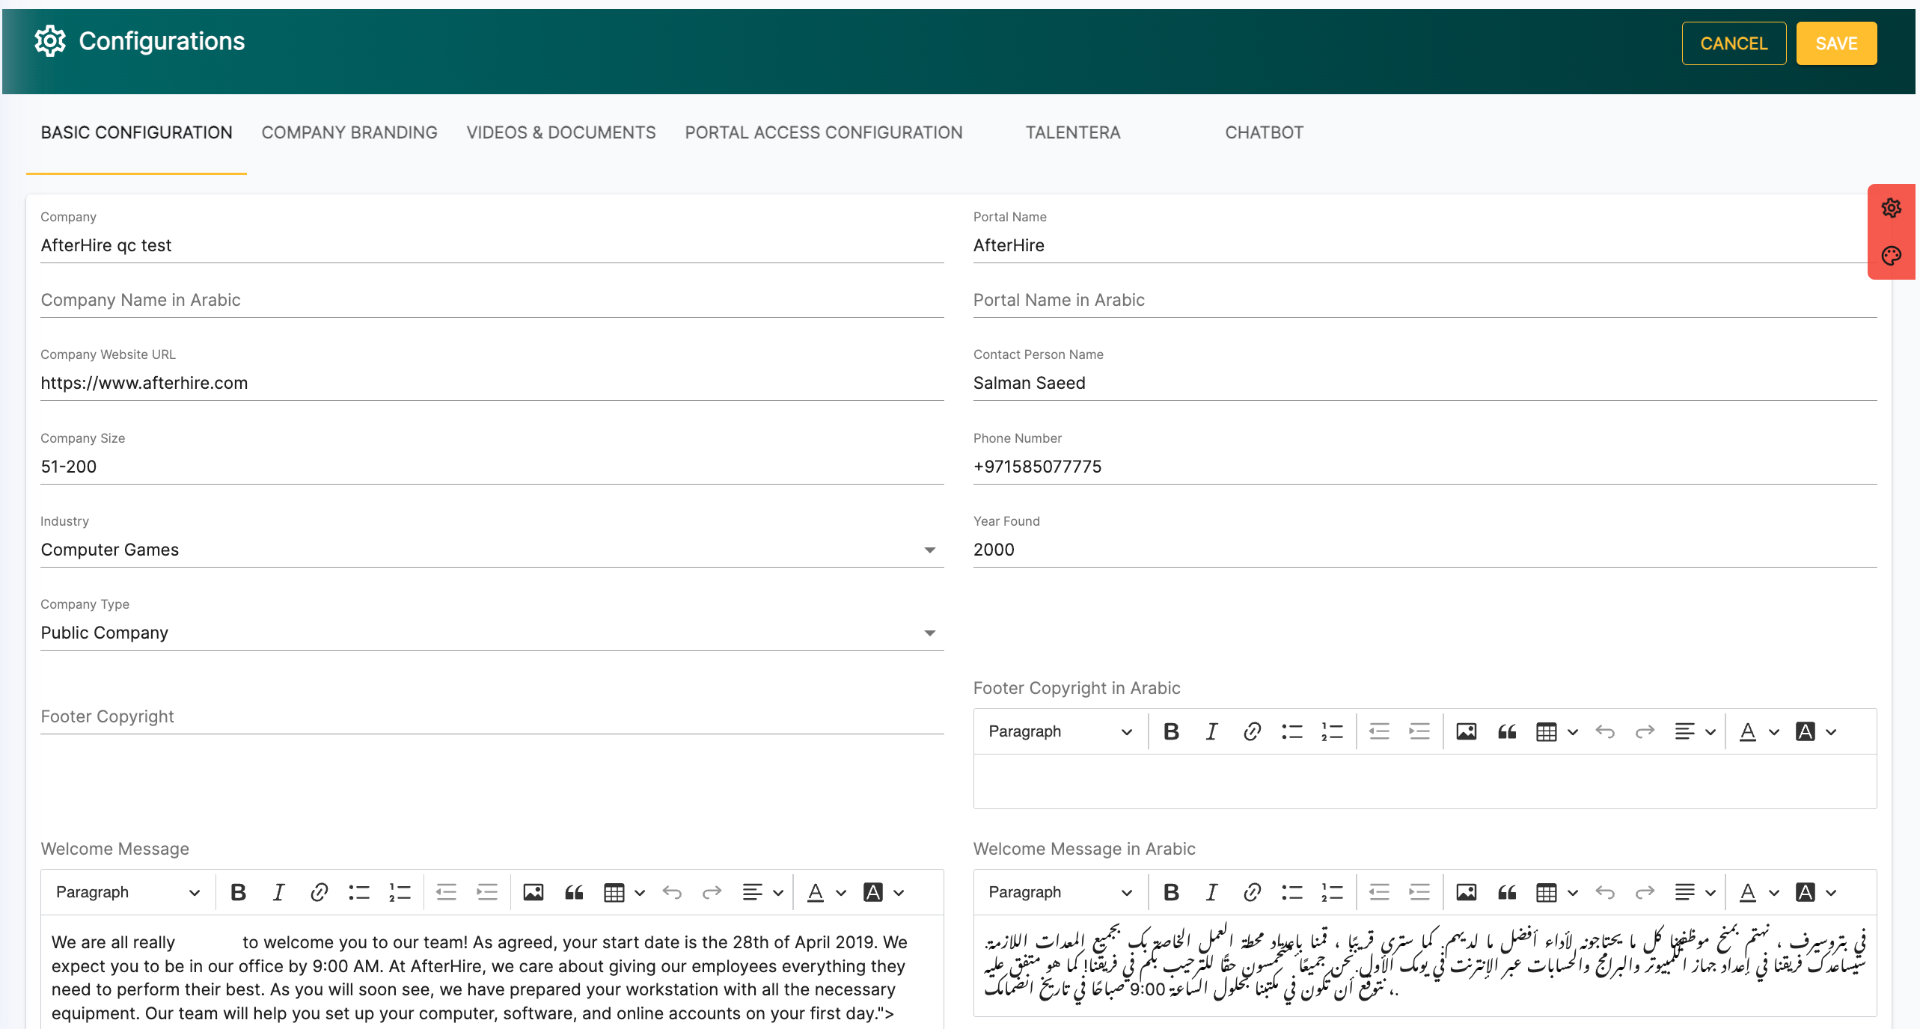 Configurations
CANCEL
SAVE
BASIC CONFIGURATION
COMPANY BRANDING
VIDEOS & DOCUMENTS
PORTAL ACCESS CONFIGURATION
TALENTERA
CHATBOT
Company
AfterHire qc test
Portal Name
AfterHire
Company Name in Arabic
Portal Name in Arabic
Company Website URL
https://www.afterhire.com
Contact Person Name
Salman Saeed
Company Size
51-200
Phone Number
+971585077775
Industry
Computer Games
Year Found
2000
Company Type
Public Company
Footer Copyright
Footer Copyright in Arabic
Paragraph
Welcome Message
Paragraph
We are all really to welcome you to our team! As agreed, your start date is the 28th of April 2019. We
expect you to be in our office by 9:00 AM. At AfterHire, we care about giving our employees everything they
need to perform their best. As you will soon see, we have prepared your workstation with all the necessary
equipment. Our team will help you set up your computer, software, and online accounts on your first day.">
Welcome Message in Arabic
Paragraph
في بتروسيرف ، نهتم بمنح موظفينا كل ما يحتاجونه لأداء أفضل ما لديهم. كما سترى قريبًا ، قمنا بإعداد محطة العمل الخاصة بك بجميع المعدات اللازمة.
سيساعدك فريقنا في إعداد جهاز الكمبيوتر والبرامج والحسابات عبر الإنترنت في يومك الأول. نحن جميعًا متحمسون حقًا للترحيب بكم في فريقنا! كما هو متفق عليه
، نتوقع أن تكون في مكتبنا بحلول الساعة 9:00 صباحًا في تاريخ انضمامك.